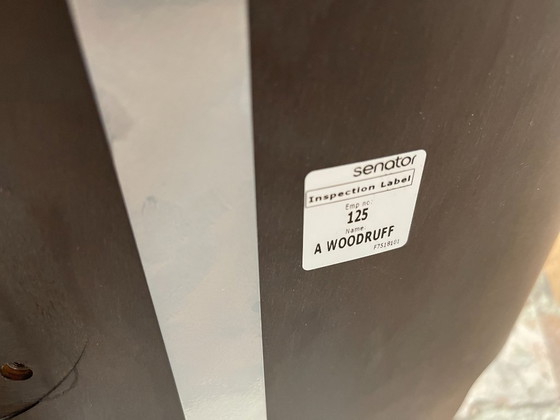 senator
Inspection Label
Emp no:
125
Name:
A WOODRUFF